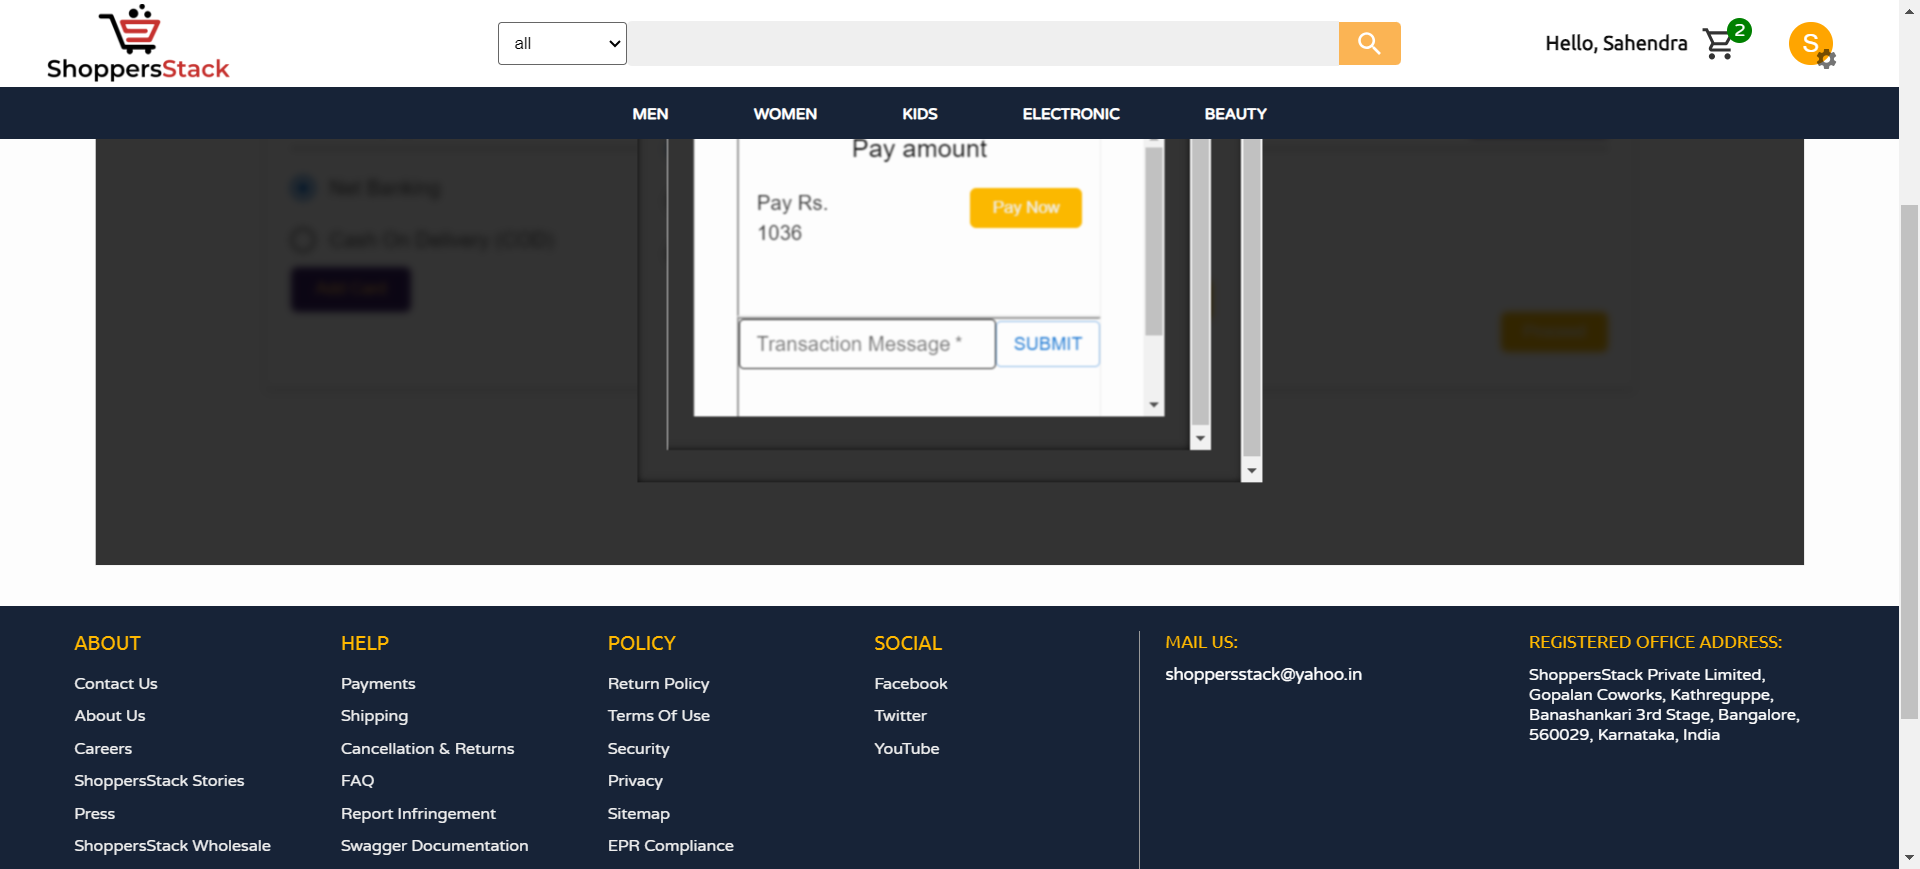 ShoppersStack
all
Hello, Sahendra
2
S
MEN
WOMEN
KIDS
ELECTRONIC
BEAUTY
Pay amount
Net Banking
Cash On Delivery (COD)
Add Card
Pay Rs.
1036
Pay Now
Transaction Message *
SUBMIT
ABOUT
Contact Us
About Us
Careers
ShoppersStack Stories
Press
ShoppersStack Wholesale
HELP
Payments
Shipping
Cancellation & Returns
FAQ
Report Infringement
Swagger Documentation
POLICY
Return Policy
Terms Of Use
Security
Privacy
Sitemap
EPR Compliance
SOCIAL
Facebook
Twitter
YouTube
MAIL US:
shoppersstack@yahoo.in
REGISTERED OFFICE ADDRESS:
ShoppersStack Private Limited,
Gopalan Coworks, Kathreguppe,
Banashankari 3rd Stage, Bangalore,
560029, Karnataka, India